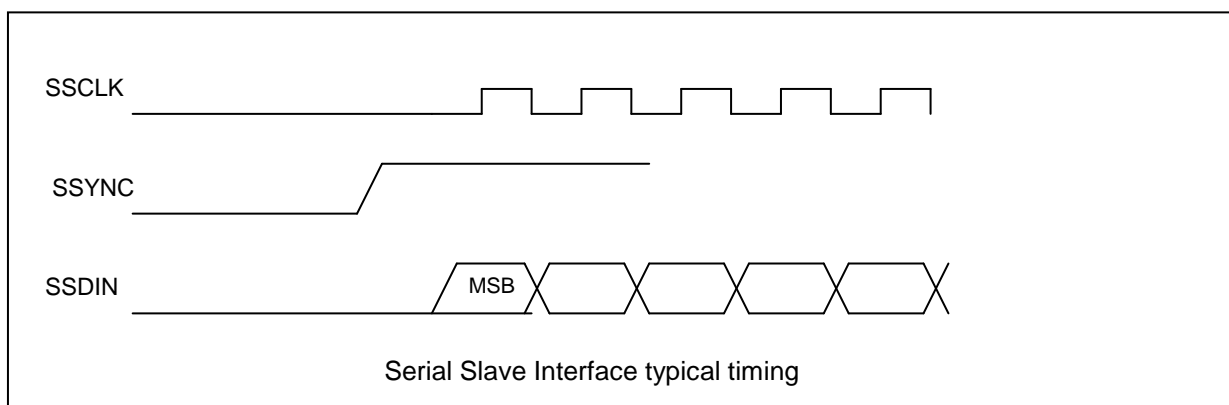 SSCLK
SSYNC
SSDIN
MSB
Serial Slave Interface typical timing